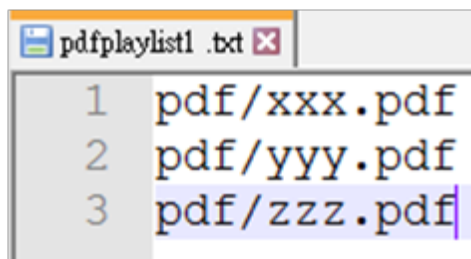 pdfplaylist1 .txt
1 pdf/xxx.pdf
2 pdf/yyy.pdf
3 pdf/zzz.pdf